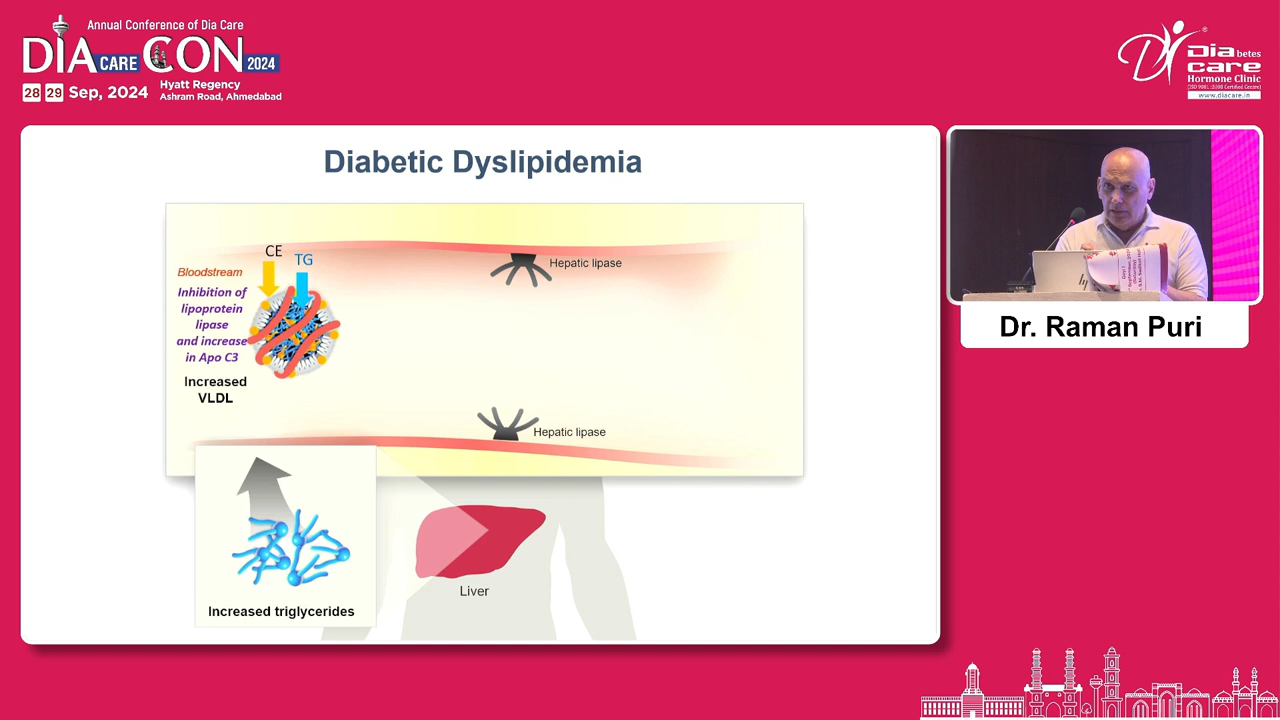 Annual Conference of Dia Care
DIA CARE CON 2024
28 29 Sep, 2024
Hyatt Regency
Ashram Road, Ahmedabad
Diabetes
care
Hormone Clinic
www.diacare.in
Diabetic Dyslipidemia
CE
TG
Bloodstream
Inhibition of
lipoprotein
lipase
and increase
in Apo C3
Increased
VLDL
Hepatic lipase
Hepatic lipase
Liver
Increased triglycerides
Dr. Raman Puri